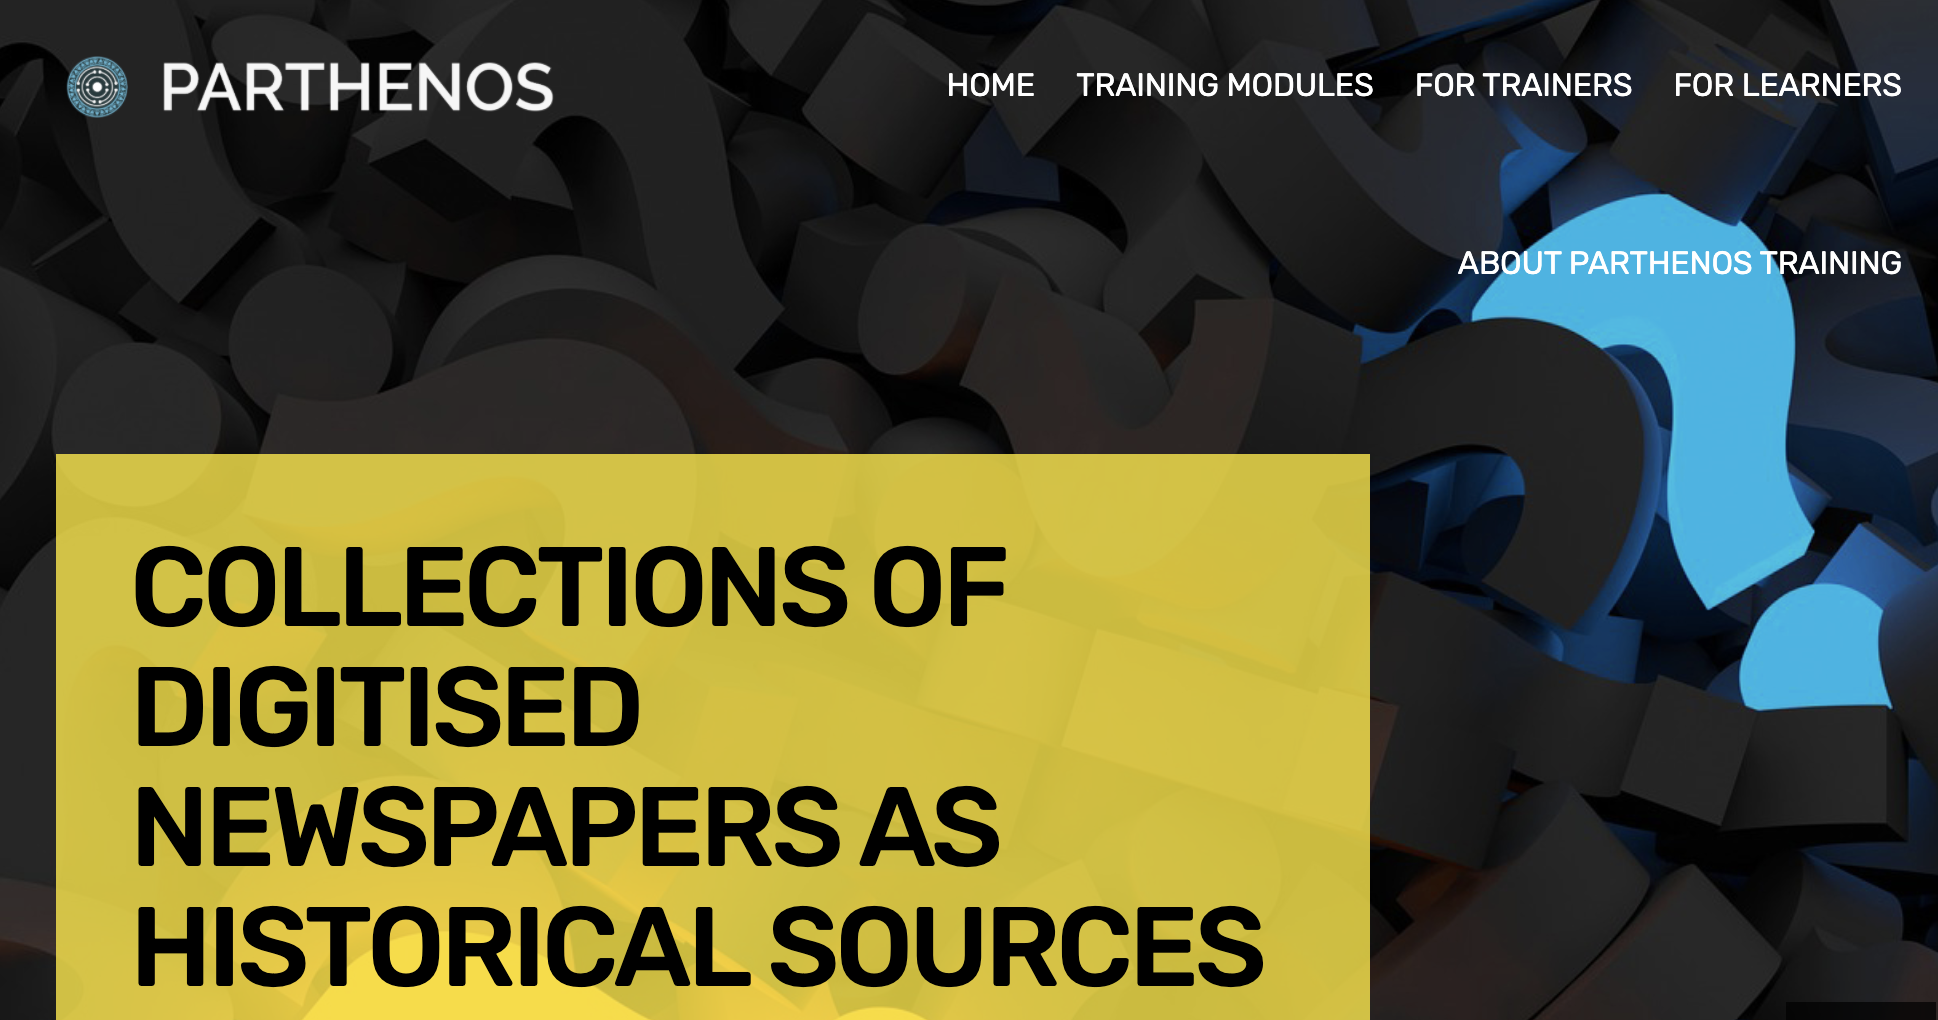 PARTHENOS
HOME TRAINING MODULES FOR TRAINERS FOR LEARNERS
ABOUT PARTHENOS TRAINING
COLLECTIONS OF
DIGITISED
NEWSPAPERS AS
HISTORICAL SOURCES